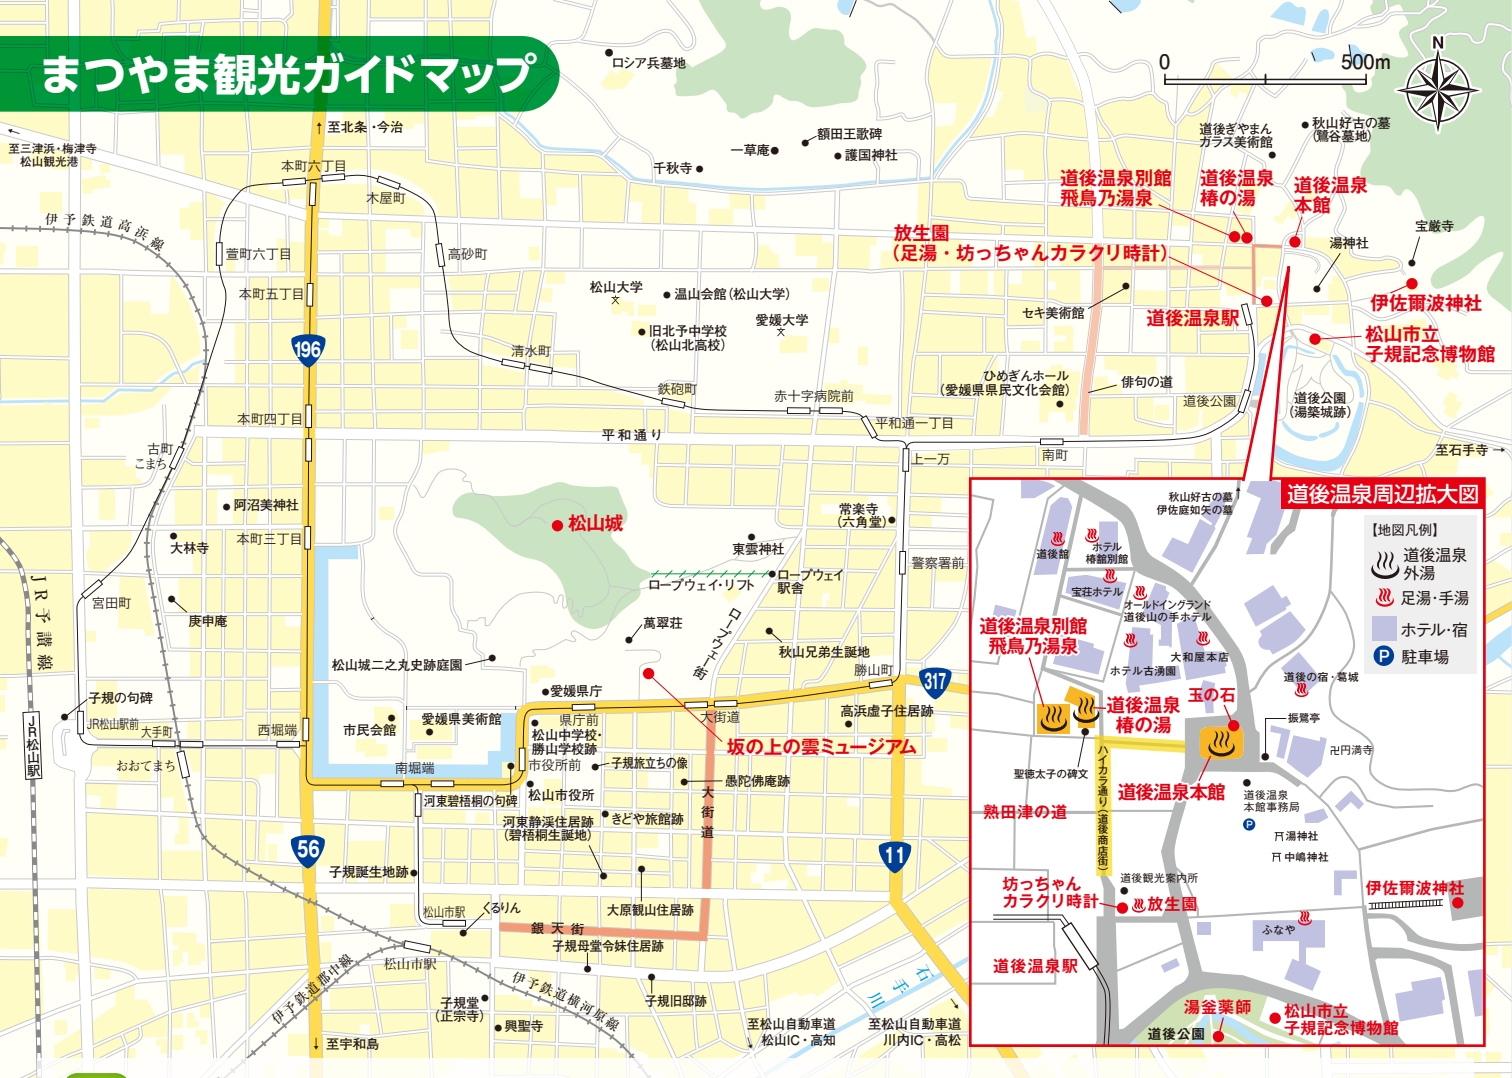 まつやま観光ガイドマップ
ロシア兵墓地
0
500m
N
至北条・今治
至三津浜・梅津寺
松山観光港
本町六丁目
木屋町
額田王歌碑
一草庵
護国神社
千秋寺
道後ぎやまん
ガラス美術館
秋山好古の墓
(鷺谷墓地)
道後温泉別館
飛鳥乃湯泉
道後温泉
椿の湯
道後温泉
本館
伊予鉄道高浜線
萱町六丁目
高砂町
放生園
(足湯・坊っちゃんカラクリ時計)
湯神社
宝厳寺
本町五丁目
松山大学
温山会館(松山大学)
愛媛大学
旧北予中学校
(松山北高校)
セキ美術館
道後温泉駅
伊佐爾波神社
松山市立
子規記念博物館
196
清水町
鉄砲町
赤十字病院前
ひめぎんホール
(愛媛県県民文化会館)
俳句の道
道後公園
道後公園
(湯築城跡)
本町四丁目
平和通り
平和通一丁目
上一万
南町
至石手寺
古町
こまち
阿沼美神社
大林寺
本町三丁目
松山城
常楽寺
(六角堂)
東雲神社
ロープウェイ・リフト
ロープウェイ
駅舎
警察署前
JR予讃線
宮田町
庚申庵
萬翠荘
ロープウェー街
秋山兄弟生誕地
松山城二之丸史跡庭園
勝山町
317
子規の句碑
JR松山駅前
JR松山駅
大手町
おおてまち
西堀端
市民会館
愛媛県美術館
愛媛県庁
県庁前
松山中学校・
勝山学校跡
市役所前
大街道
高浜虚子住居跡
坂の上の雲ミュージアム
子規旅立ちの像
愚陀佛庵跡
南堀端
河東碧梧桐の句碑
松山市役所
きどや旅館跡
河東静渓住居跡
(碧梧桐生誕地)
大街道
56
11
子規誕生地跡
大原観山住居跡
松山市駅
くるりん
銀天街
子規母堂令妹住居跡
松山市駅
伊予鉄道郡中線
伊予鉄道横河原線
子規堂
(正宗寺)
興聖寺
子規旧邸跡
石手川
至宇和島
至松山自動車道
松山IC・高知
至松山自動車道
川内IC・高松
道後温泉周辺拡大図
秋山好古の墓
伊佐庭如矢の墓
【地図凡例】
道後温泉
外湯
足湯・手湯
ホテル・宿
P
駐車場
道後舘
ホテル
椿舘別館
宝荘ホテル
オールドイングランド
道後山の手ホテル
道後温泉別館
飛鳥乃湯泉
ホテル古湧園
大和屋本店
道後の宿・葛城
道後温泉
椿の湯
玉の石
振鷺亭
卍円満寺
聖徳太子の碑文
ハイカラ通り(道後商店街)
道後温泉本館
道後温泉
本館事務局
P
熟田津の道
湯神社
中嶋神社
道後観光案内所
坊っちゃん
カラクリ時計
放生園
伊佐爾波神社
ふなや
道後温泉駅
湯釜薬師
道後公園
松山市立
子規記念博物館